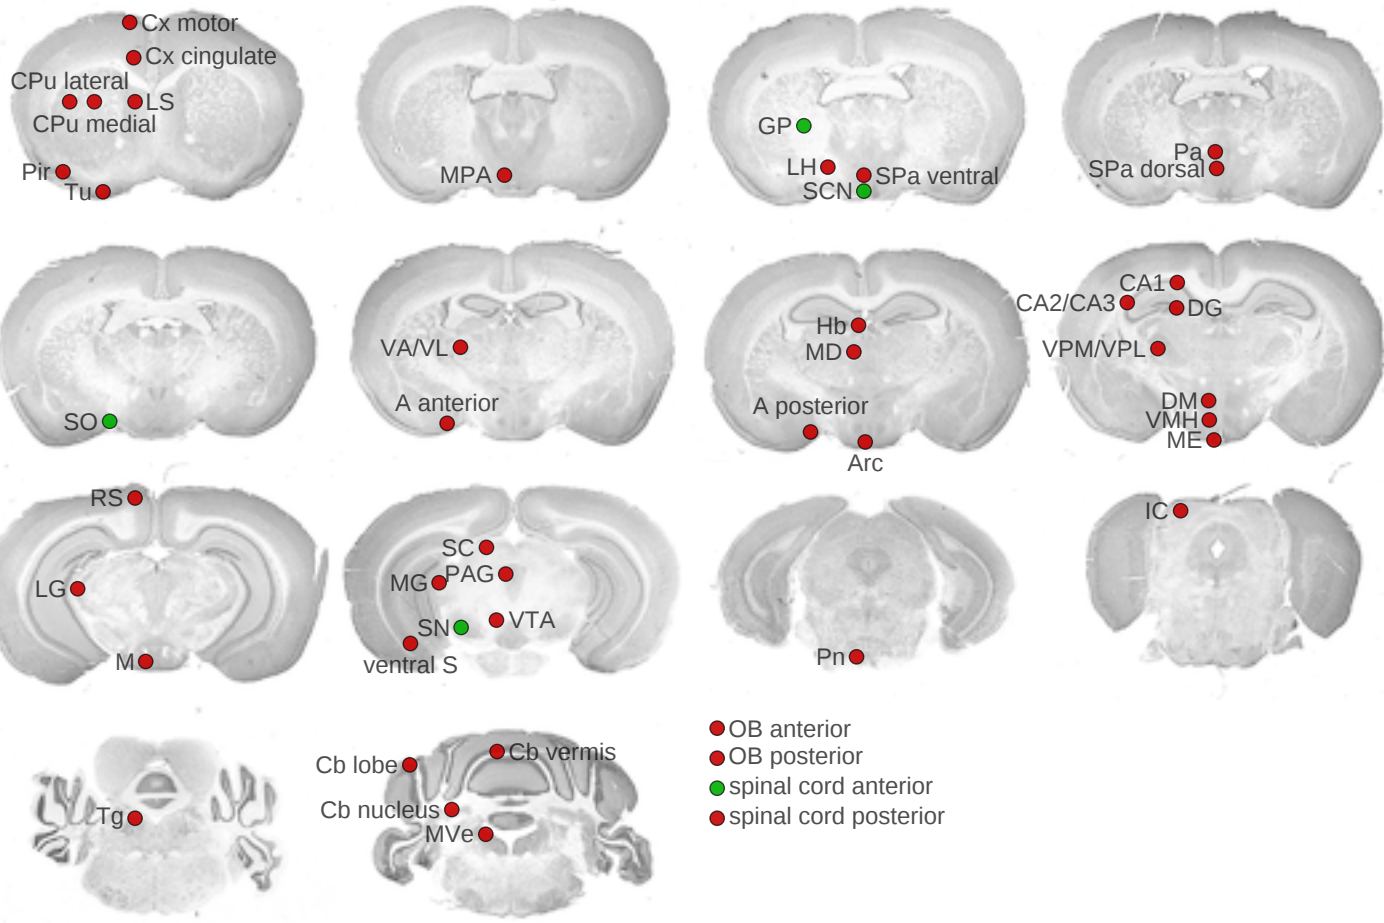 Cx motor
Cx cingulate
CPu lateral
LS
CPu medial
Pir
Tu
MPA
GP
LH
SPa ventral
SCN
Pa
SPa dorsal
SO
VA/VL
A anterior
Hb
MD
A posterior
Arc
CA1
CA2/CA3
DG
VPM/VPL
DM
VMH
ME
RS
LG
M
SC
MG
PAG
SN
VTA
ventral S
Pn
IC
Tg
Cb lobe
Cb vermis
Cb nucleus
MVe
OB anterior
OB posterior
spinal cord anterior
spinal cord posterior